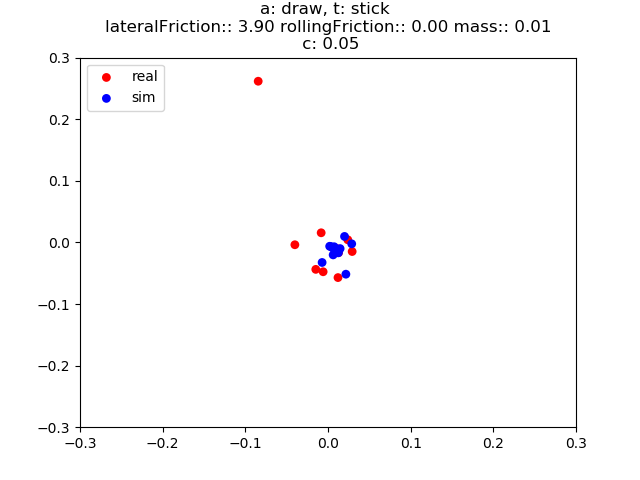 a: draw, t: stick
lateralFriction:: 3.90 rollingFriction:: 0.00 mass:: 0.01
c: 0.05
real
sim
0.3
0.2
0.1
0.0
−0.1
−0.2
−0.3
−0.3 −0.2 −0.1 0.0 0.1 0.2 0.3